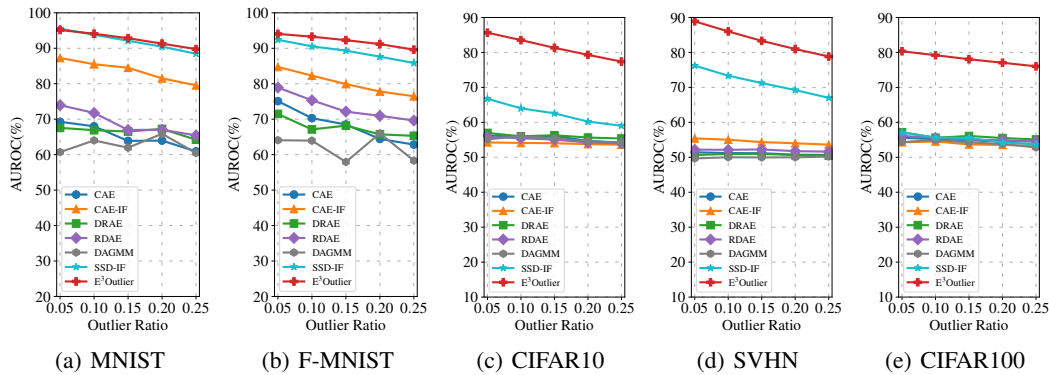 AUROC(%)
100
90
80
70
60
50
40
30
20
CAE
CAE-IF
DRAE
RDAE
DAGMM
SSD-IF
E³Outlier
0.05 0.10 0.15 0.20 0.25
Outlier Ratio
(a) MNIST
AUROC(%)
100
90
80
70
60
50
40
30
20
CAE
CAE-IF
DRAE
RDAE
DAGMM
SSD-IF
E³Outlier
0.05 0.10 0.15 0.20 0.25
Outlier Ratio
(b) F-MNIST
AUROC(%)
90
80
70
60
50
40
30
20
10
CAE
CAE-IF
DRAE
RDAE
DAGMM
SSD-IF
E³Outlier
0.05 0.10 0.15 0.20 0.25
Outlier Ratio
(c) CIFAR10
AUROC(%)
90
80
70
60
50
40
30
20
10
CAE
CAE-IF
DRAE
RDAE
DAGMM
SSD-IF
E³Outlier
0.05 0.10 0.15 0.20 0.25
Outlier Ratio
(d) SVHN
AUROC(%)
90
80
70
60
50
40
30
20
10
CAE
CAE-IF
DRAE
RDAE
DAGMM
SSD-IF
E³Outlier
0.05 0.10 0.15 0.20 0.25
Outlier Ratio
(e) CIFAR100